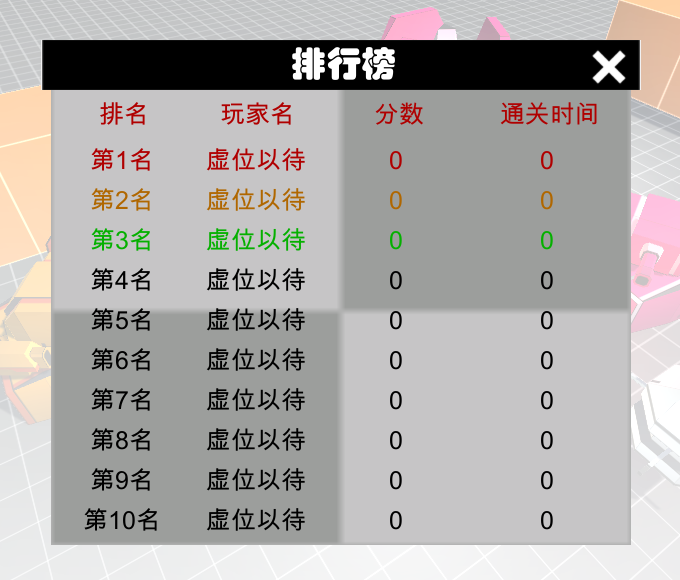 排行榜
排名 玩家名 分数 通关时间
第1名 虚位以待 0 0
第2名 虚位以待 0 0
第3名 虚位以待 0 0
第4名 虚位以待 0 0
第5名 虚位以待 0 0
第6名 虚位以待 0 0
第7名 虚位以待 0 0
第8名 虚位以待 0 0
第9名 虚位以待 0 0
第10名 虚位以待 0 0